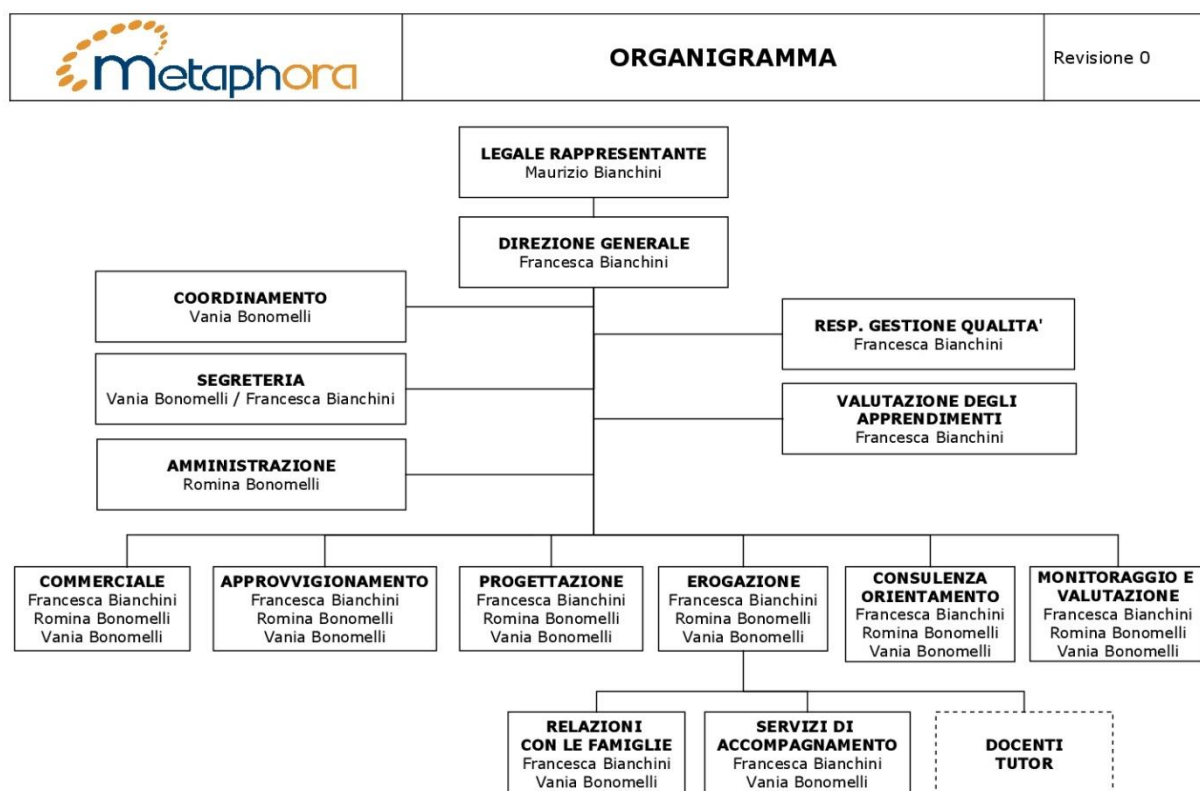 metaphora
ORGANIGRAMMA
Revisione 0
LEGALE RAPPRESENTANTE
Maurizio Bianchini
DIREZIONE GENERALE
Francesca Bianchini
COORDINAMENTO
Vania Bonomelli
RESP. GESTIONE QUALITA'
Francesca Bianchini
SEGRETERIA
Vania Bonomelli / Francesca Bianchini
VALUTAZIONE DEGLI
APPRENDIMENTI
Francesca Bianchini
AMMINISTRAZIONE
Romina Bonomelli
COMMERCIALE
Francesca Bianchini
Romina Bonomelli
Vania Bonomelli
APPROVVIGIONAMENTO
Francesca Bianchini
Romina Bonomelli
Vania Bonomelli
PROGETTAZIONE
Francesca Bianchini
Romina Bonomelli
Vania Bonomelli
EROGAZIONE
Francesca Bianchini
Romina Bonomelli
Vania Bonomelli
CONSULENZA
ORIENTAMENTO
Francesca Bianchini
Romina Bonomelli
Vania Bonomelli
MONITORAGGIO E
VALUTAZIONE
Francesca Bianchini
Romina Bonomelli
Vania Bonomelli
RELAZIONI
CON LE FAMIGLIE
Francesca Bianchini
Vania Bonomelli
SERVIZI DI
ACCOMPAGNAMENTO
Francesca Bianchini
Vania Bonomelli
DOCENTI
TUTOR